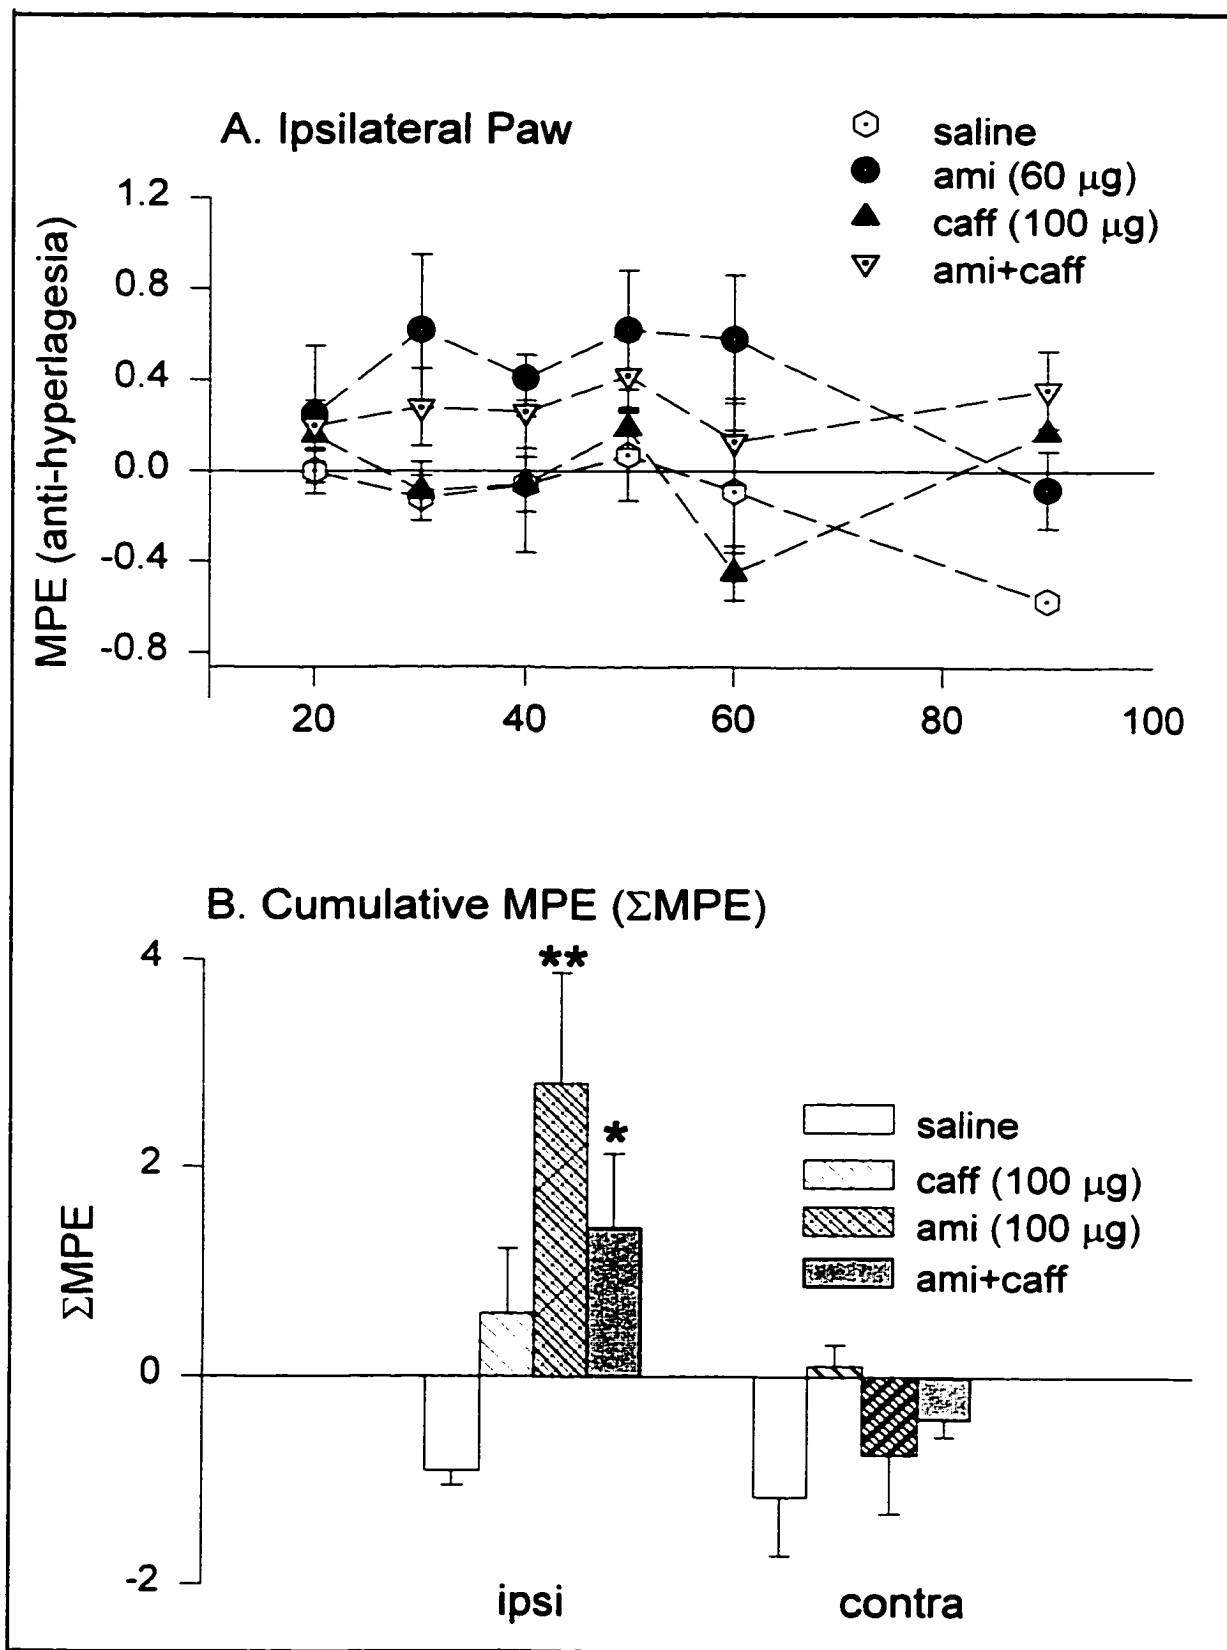 A. Ipsilateral Paw
saline
ami (60 µg)
caff (100 µg)
ami+caff
MPE (anti-hyperlagesia)
1.2
0.8
0.4
0.0
-0.4
-0.8
20 40 60 80 100
B. Cumulative MPE (ΣMPE)
ΣMPE
4
2
0
-2
**
*
saline
caff (100 µg)
ami (100 µg)
ami+caff
ipsi contra